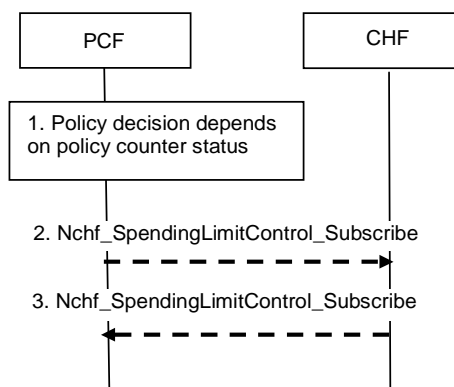 PCF
CHF
1. Policy decision depends
on policy counter status
2. Nchf_SpendingLimitControl_Subscribe
3. Nchf_SpendingLimitControl_Subscribe